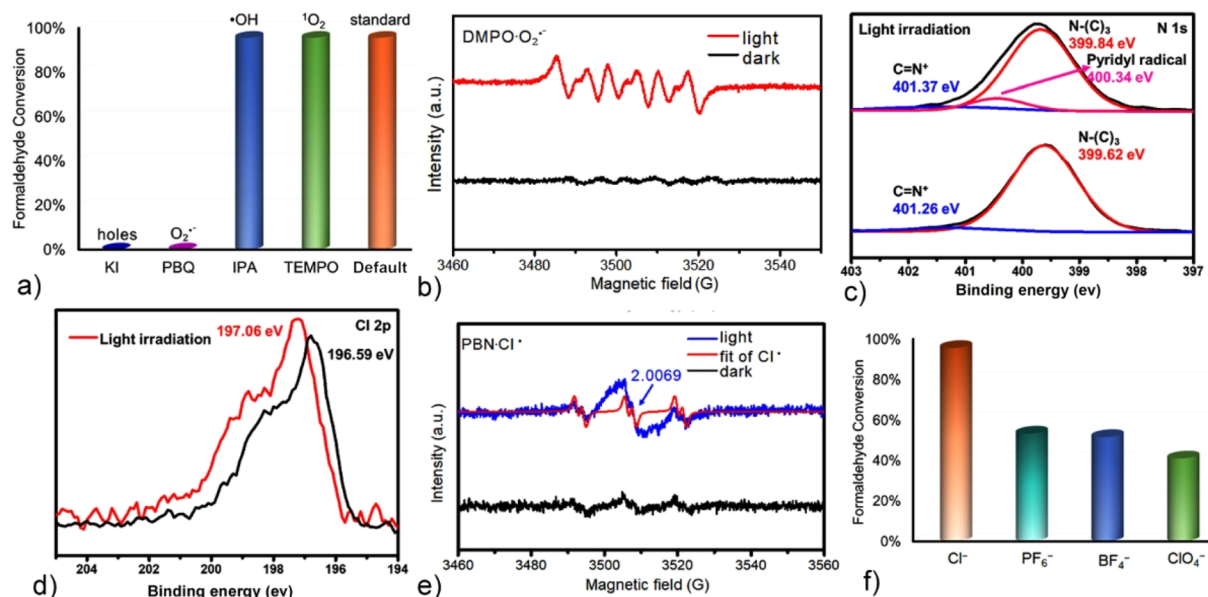 •OH ¹O₂ standard
100%
80%
60%
40%
20%
0%
Formaldehyde Conversion
holes O₂•⁻
KI PBQ IPA TEMPO Default
a)
DMPO·O₂•⁻
light
dark
Intensity (a.u.)
3460 3480 3500 3520 3540
Magnetic field (G)
b)
Light irradiation
N 1s
N-(C)₃
399.84 eV
Pyridyl radical
400.34 eV
C=N⁺
401.37 eV
N-(C)₃
399.62 eV
C=N⁺
401.26 eV
403 402 401 400 399 398 397
Binding energy (ev)
c)
Cl 2p
Light irradiation
197.06 eV
196.59 eV
204 202 200 198 196 194
Binding energy (ev)
d)
PBN·Cl•
light
fit of Cl•
dark
2.0069
Intensity (a.u.)
3460 3480 3500 3520 3540 3560
Magnetic field (G)
e)
100%
80%
60%
40%
20%
0%
Formaldehyde Conversion
Cl⁻ PF₆⁻ BF₄⁻ ClO₄⁻
f)